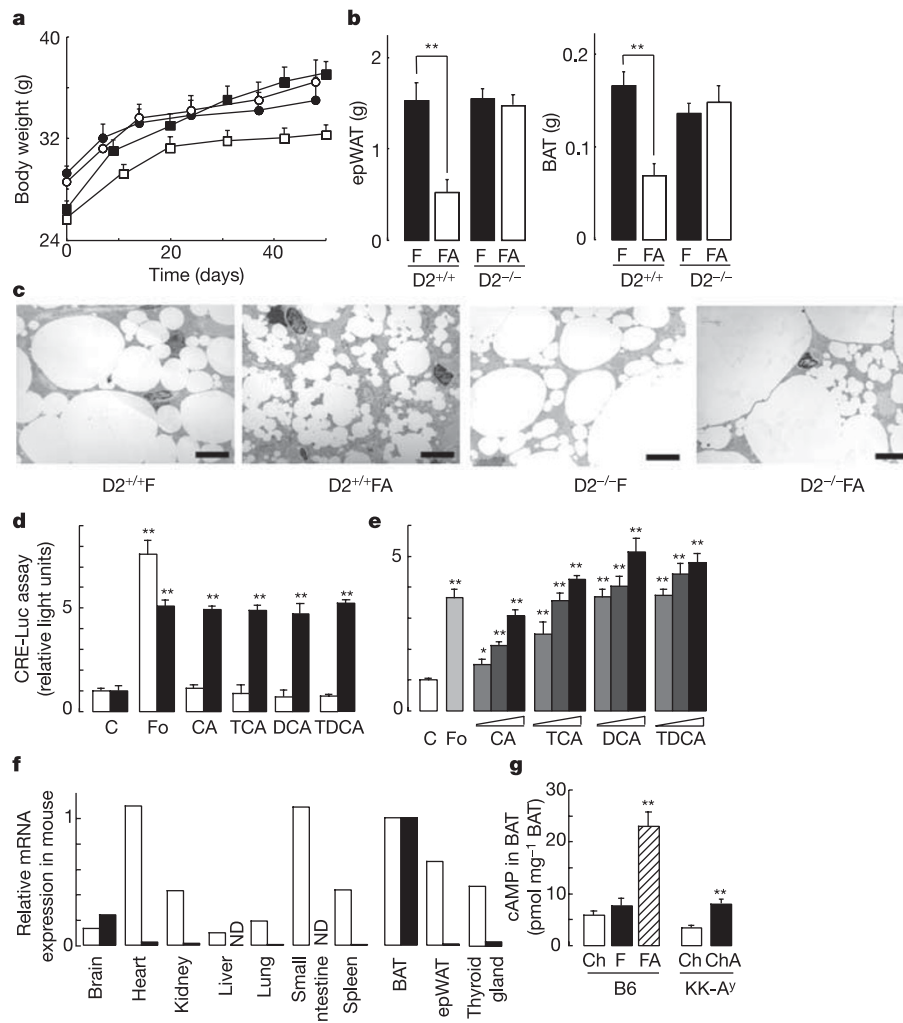 a
40
32
24
Body weight (g)
0 20 40
Time (days)
b
2
1
0
epWAT (g)
**
F FA F FA
D2+/+ D2−/−
0.2
0.1
0
BAT (g)
**
F FA F FA
D2+/+ D2−/−
c
D2+/+F D2+/+FA D2−/−F D2−/−FA
d
CRE-Luc assay
(relative light units)
5
0
** ** ** ** ** **
C Fo CA TCA DCA TDCA
e
5
0
** * ** ** ** ** ** ** ** ** ** ** **
C Fo CA TCA DCA TDCA
f
Relative mRNA
expression in mouse
1
0
ND ND
Brain
Heart
Kidney
Liver
Lung
Small
intestine
Spleen
BAT
epWAT
Thyroid
gland
g
cAMP in BAT
(pmol mg−1 BAT)
30
20
10
0
** **
Ch F FA Ch ChA
B6 KK-Ay